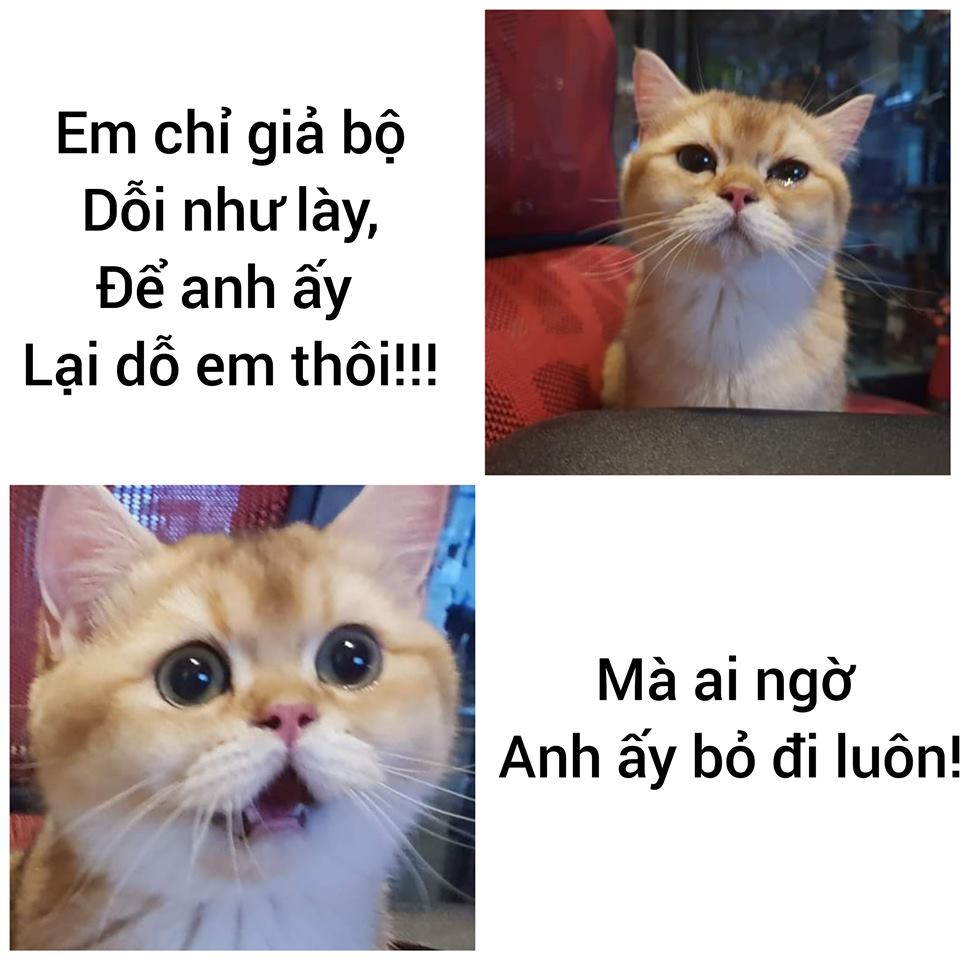 Em chỉ giả bộ
Dỗi như lày,
Để anh ấy
Lại dỗ em thôi!!!
Mà ai ngờ
Anh ấy bỏ đi luôn!